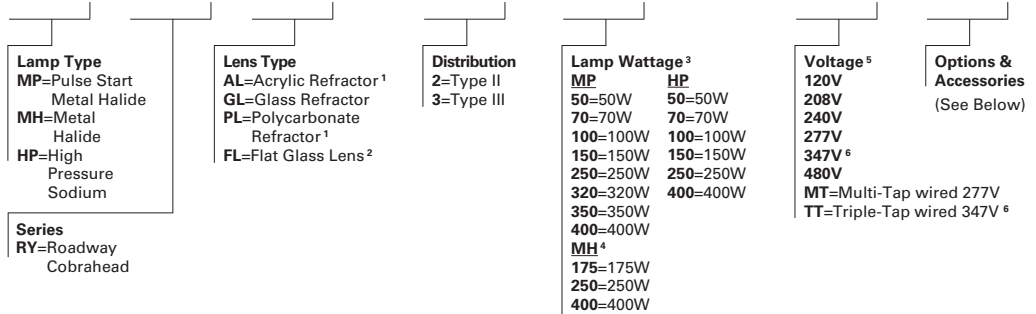 Lamp Type
MP=Pulse Start
Metal Halide
MH=Metal
Halide
HP=High
Pressure
Sodium
Series
RY=Roadway
Cobrahead
Lens Type
AL=Acrylic Refractor ¹
GL=Glass Refractor
PL=Polycarbonate
Refractor ¹
FL=Flat Glass Lens ²
Distribution
2=Type II
3=Type III
Lamp Wattage ³
MP
50=50W
70=70W
100=100W
150=150W
250=250W
320=320W
350=350W
400=400W
MH ⁴
175=175W
250=250W
400=400W
HP
50=50W
70=70W
100=100W
150=150W
250=250W
400=400W
Voltage ⁵
120V
208V
240V
277V
347V ⁶
480V
MT=Multi-Tap wired 277V
TT=Triple-Tap wired 347V ⁶
Options &
Accessories
(See Below)